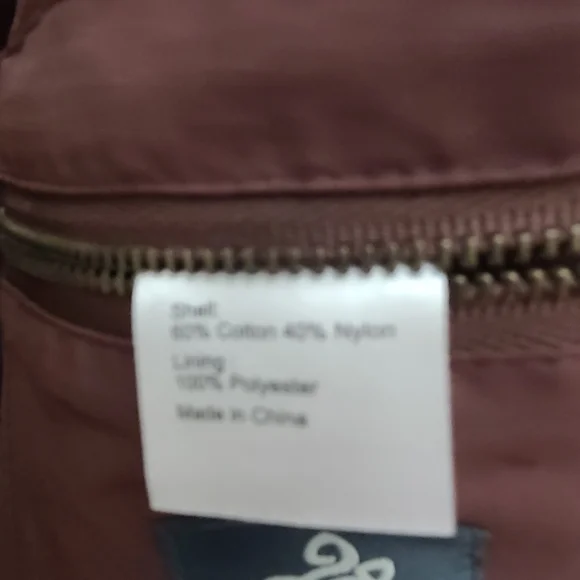 Shell:
60% Cotton 40% Nylon
Lining
100% Polyester
Made in China